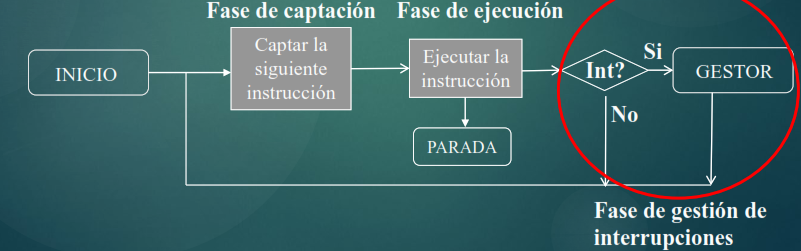 Fase de captación
Fase de ejecución
INICIO
Captar la
siguiente
instrucción
Ejecutar la
instrucción
Int?
Si
GESTOR
No
PARADA
Fase de gestión de
interrupciones